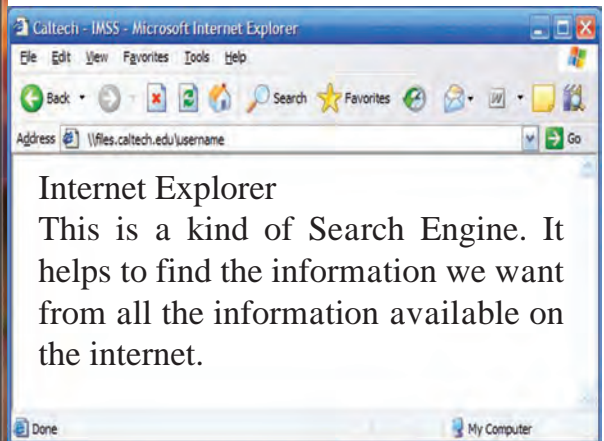 Caltech - IMSS - Microsoft Internet Explorer
File Edit View Favorites Tools Help
Back Search Favorites
Address \\files.caltech.edu\username Go
Internet Explorer
This is a kind of Search Engine. It
helps to find the information we want
from all the information available on
the internet.
Done My Computer